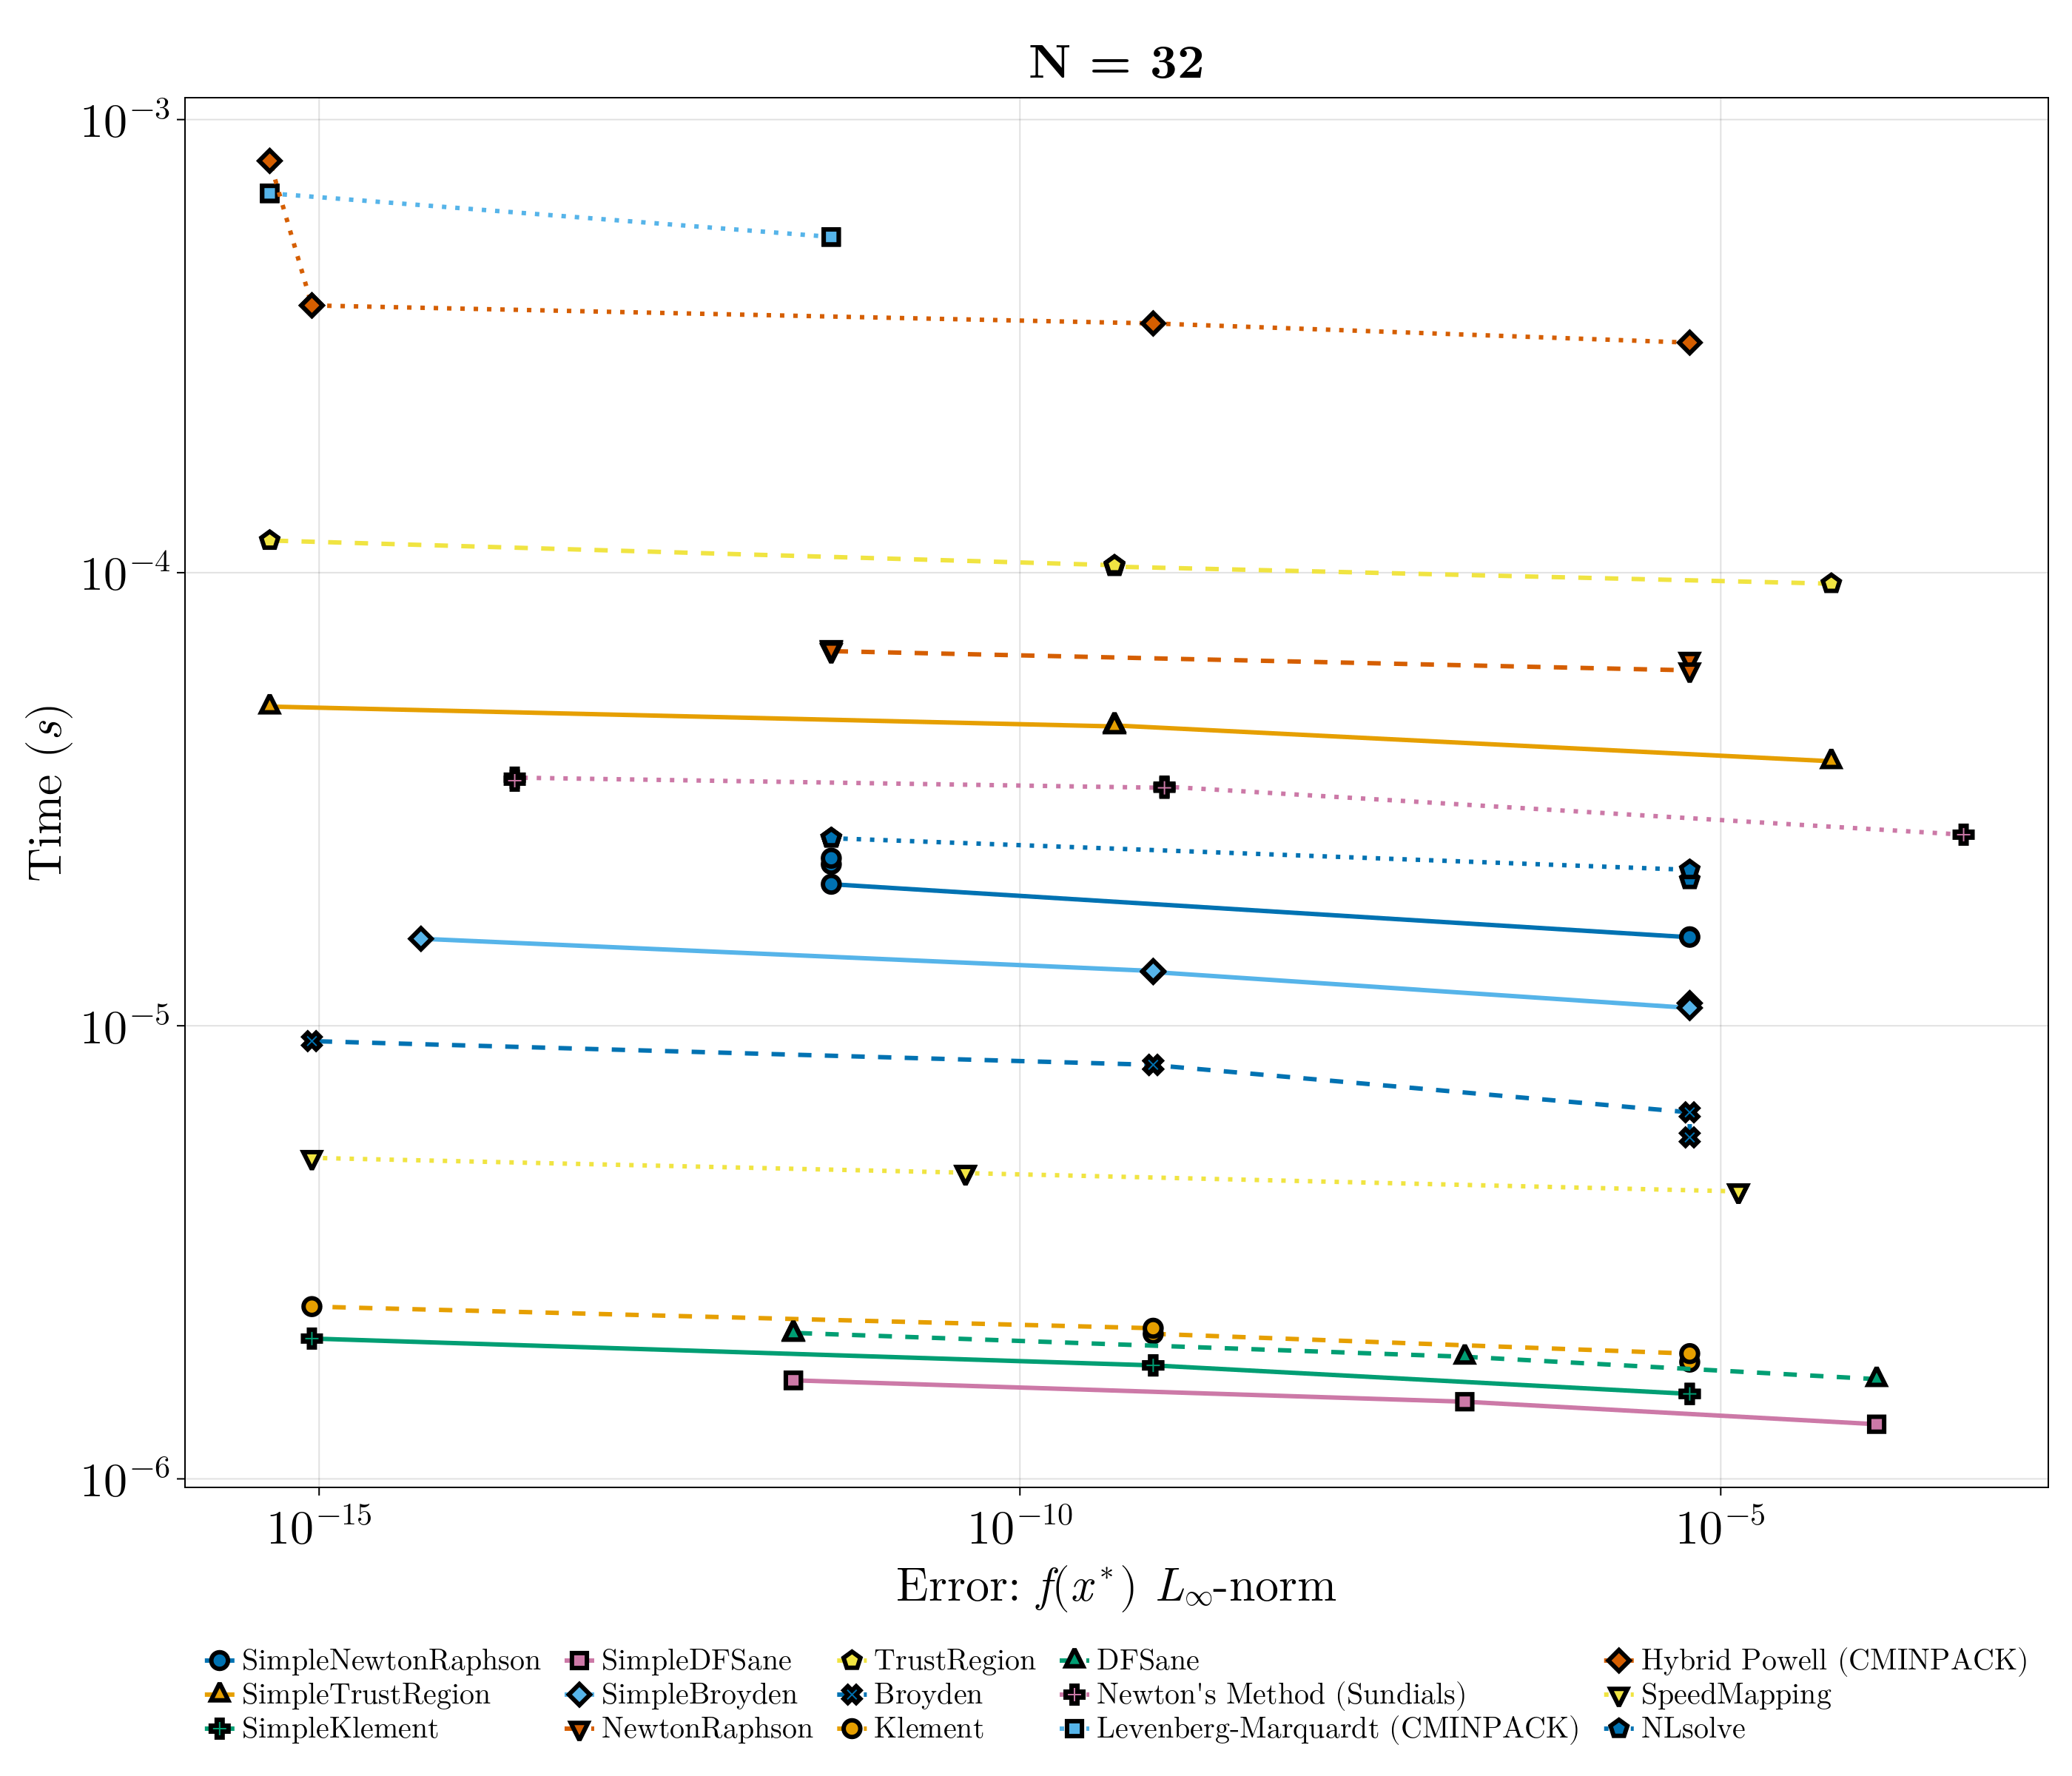 N = 32
10⁻³
10⁻⁴
10⁻⁵
10⁻⁶
Time (s)
10⁻¹⁵ 10⁻¹⁰ 10⁻⁵
Error: f(x*) L∞-norm
SimpleNewtonRaphson SimpleDFSane TrustRegion DFSane Hybrid Powell (CMINPACK)
SimpleTrustRegion SimpleBroyden Broyden Newton's Method (Sundials) SpeedMapping
SimpleKlement NewtonRaphson Klement Levenberg-Marquardt (CMINPACK) NLsolve